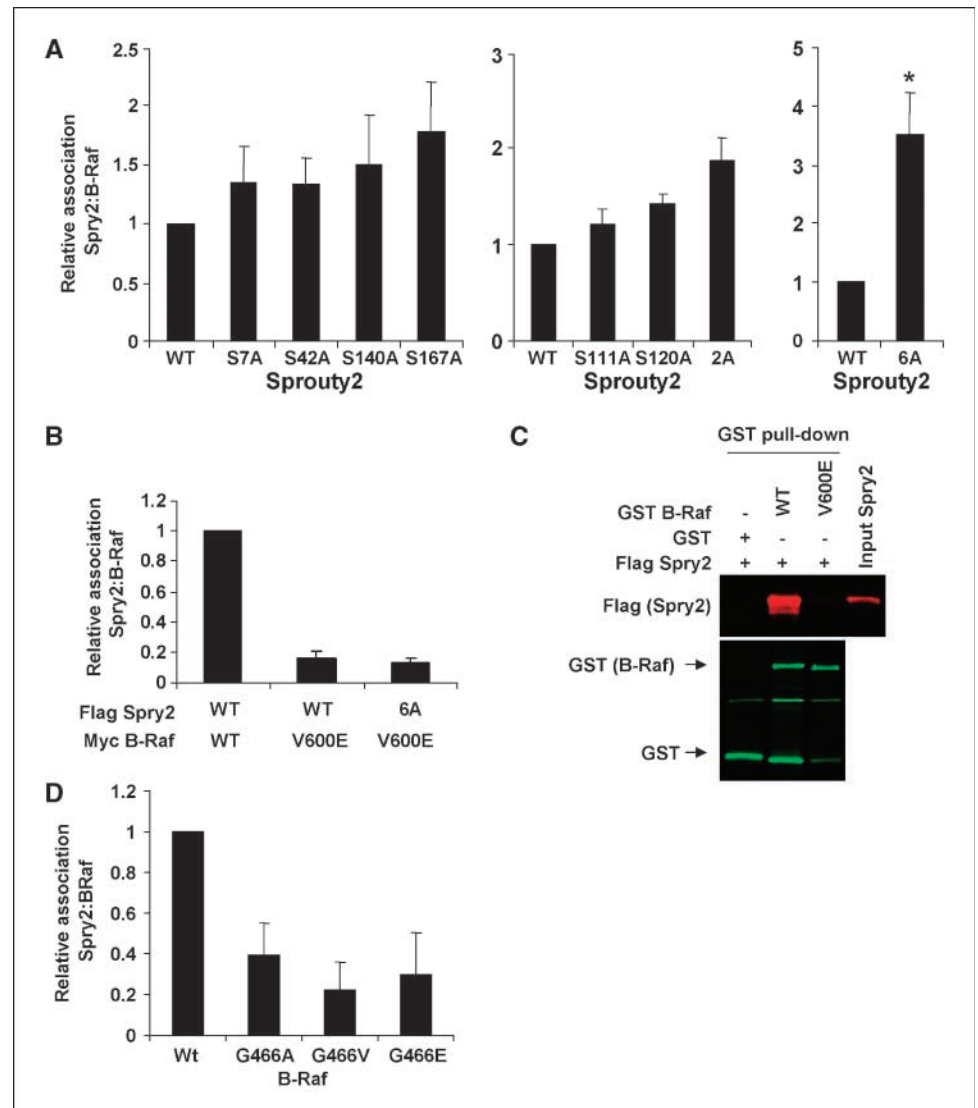 A
Relative association
Spry2:B-Raf
2.5
2
1.5
1
0.5
0
WT S7A S42A S140A S167A
Sprouty2
3
2
1
0
WT S111A S120A 2A
Sprouty2
5
4
3
2
1
0
*
WT 6A
Sprouty2
B
Relative association
Spry2:B-Raf
1.2
1
0.8
0.6
0.4
0.2
0
Flag Spry2 WT WT 6A
Myc B-Raf WT V600E V600E
C
GST pull-down
GST B-Raf - WT V600E Input Spry2
GST + - -
Flag Spry2 + + +
Flag (Spry2)
GST (B-Raf)
GST
D
Relative association
Spry2:BRaf
1.2
1
0.8
0.6
0.4
0.2
0
Wt G466A G466V G466E
B-Raf